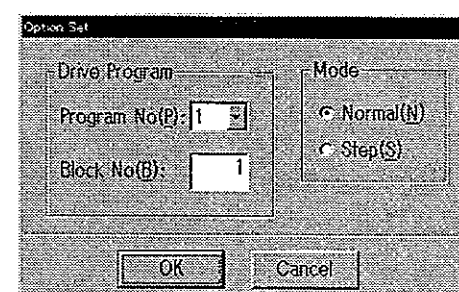 Option Set
Drive Program
Program No(P): 1
Block No(B): 1
Mode
Normal(N)
Step(S)
OK
Cancel